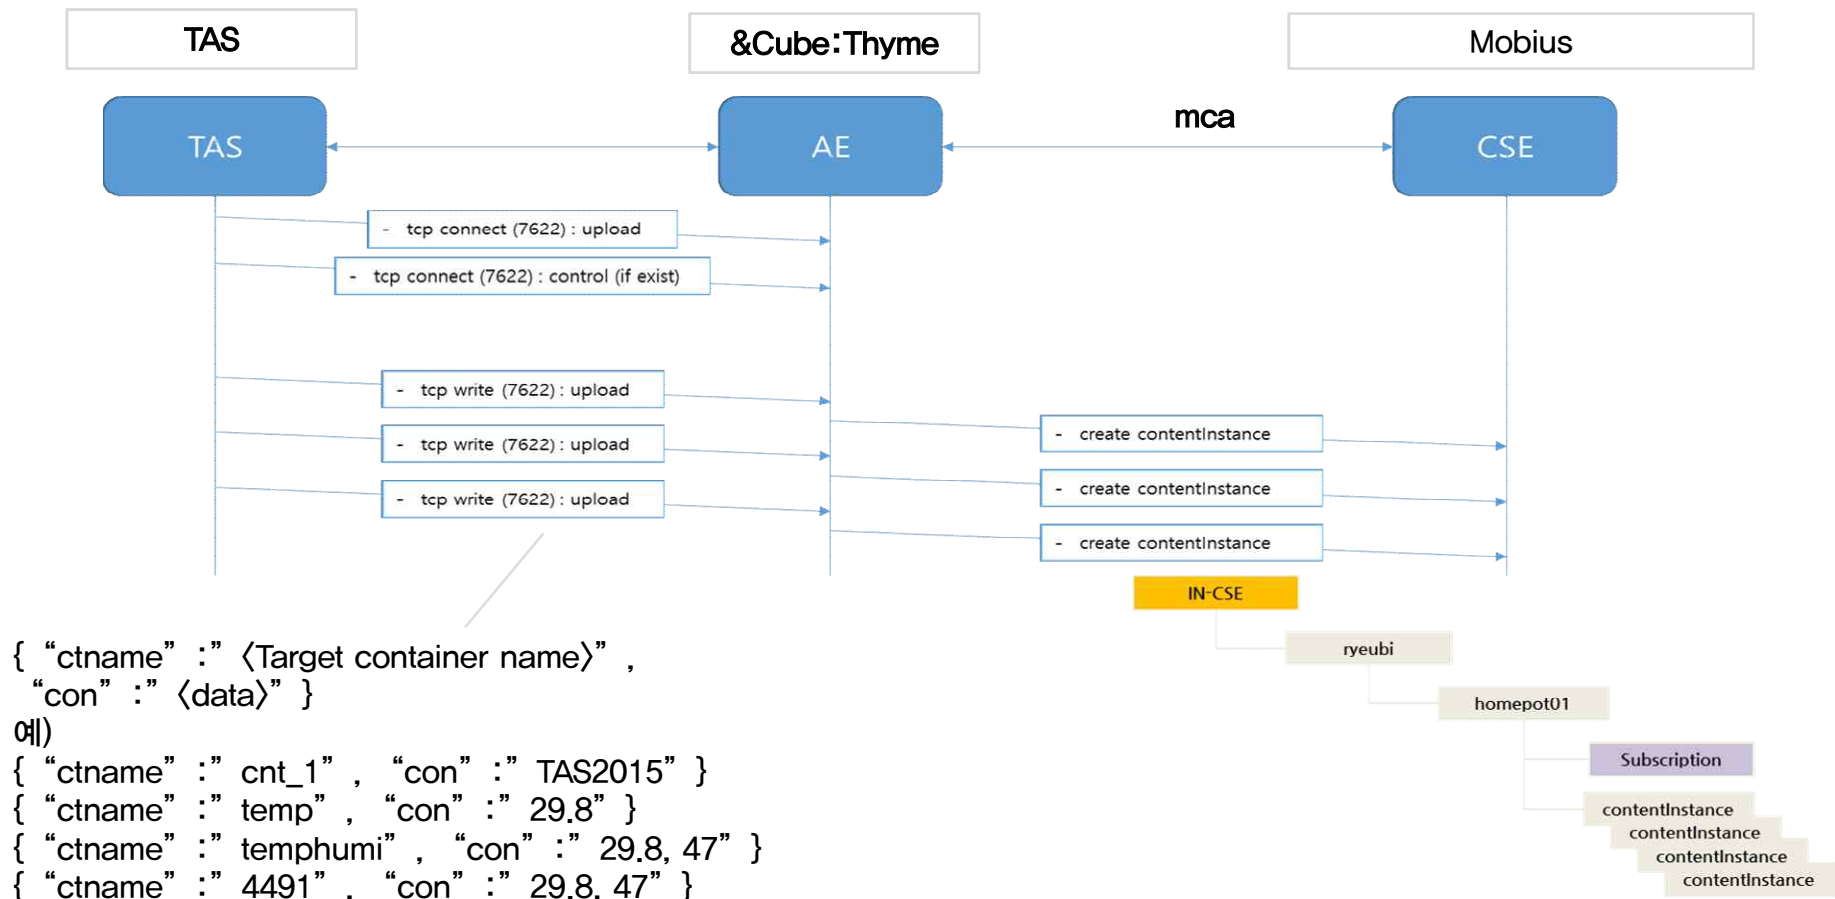 TAS
&Cube:Thyme
Mobius
TAS
AE
mca
CSE
- tcp connect (7622) : upload
- tcp connect (7622) : control (if exist)
- tcp write (7622) : upload
- create contentInstance
- tcp write (7622) : upload
- create contentInstance
- tcp write (7622) : upload
- create contentInstance
IN-CSE
ryeubi
homepot01
Subscription
contentInstance
contentInstance
contentInstance
contentInstance
{ “ctname” :” 〈Target container name〉” ,
“con” :” 〈data〉” }
예)
{ “ctname” :” cnt_1” , “con” :” TAS2015” }
{ “ctname” :” temp” , “con” :” 29.8” }
{ “ctname” :” temphumi” , “con” :” 29.8, 47” }
{ “ctname” :” 4491” , “con” :” 29.8, 47” }